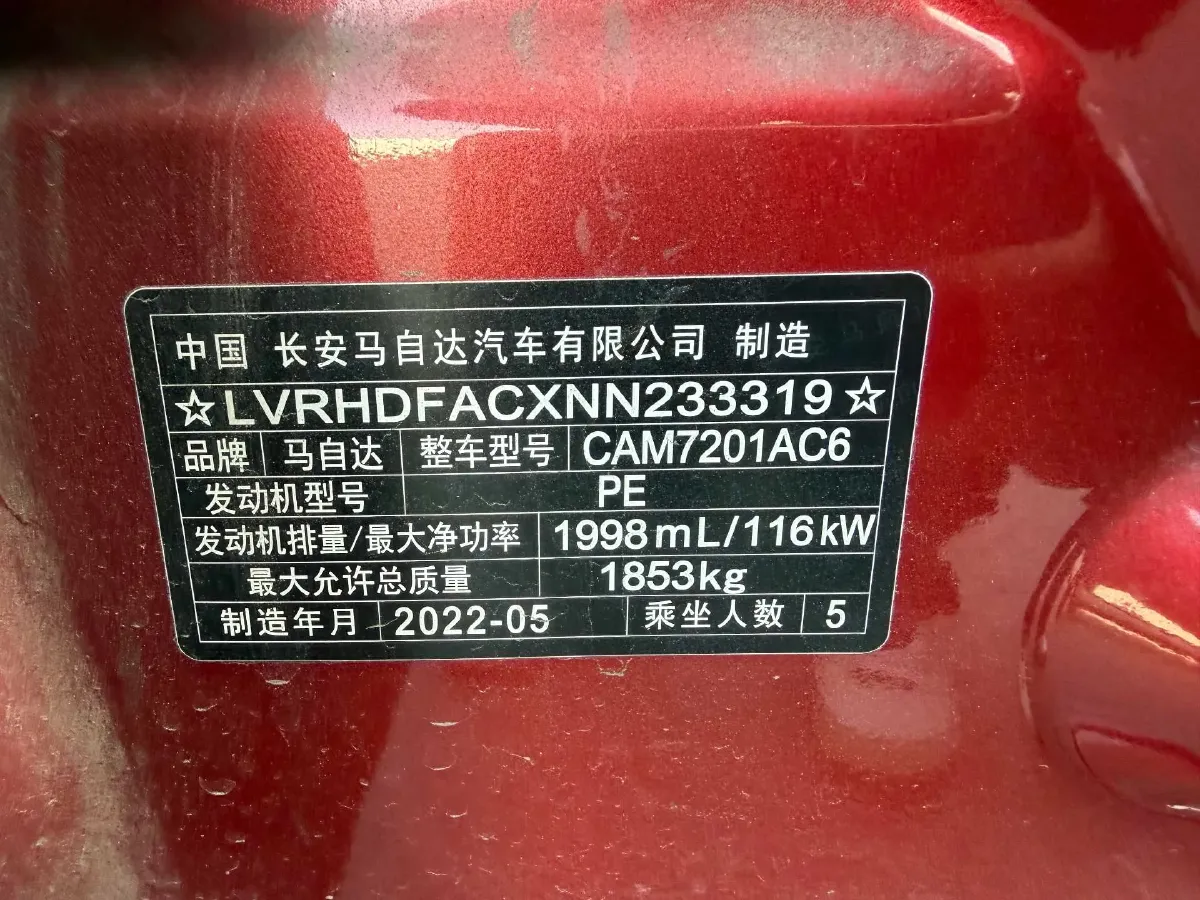 中国 长安马自达汽车有限公司 制造
☆LVRHDFACXNN233319☆
品牌 马自达 整车型号 CAM7201AC6
发动机型号 PE
发动机排量/最大净功率 1998mL/116kW
最大允许总质量 1853kg
制造年月 2022-05 乘坐人数 5